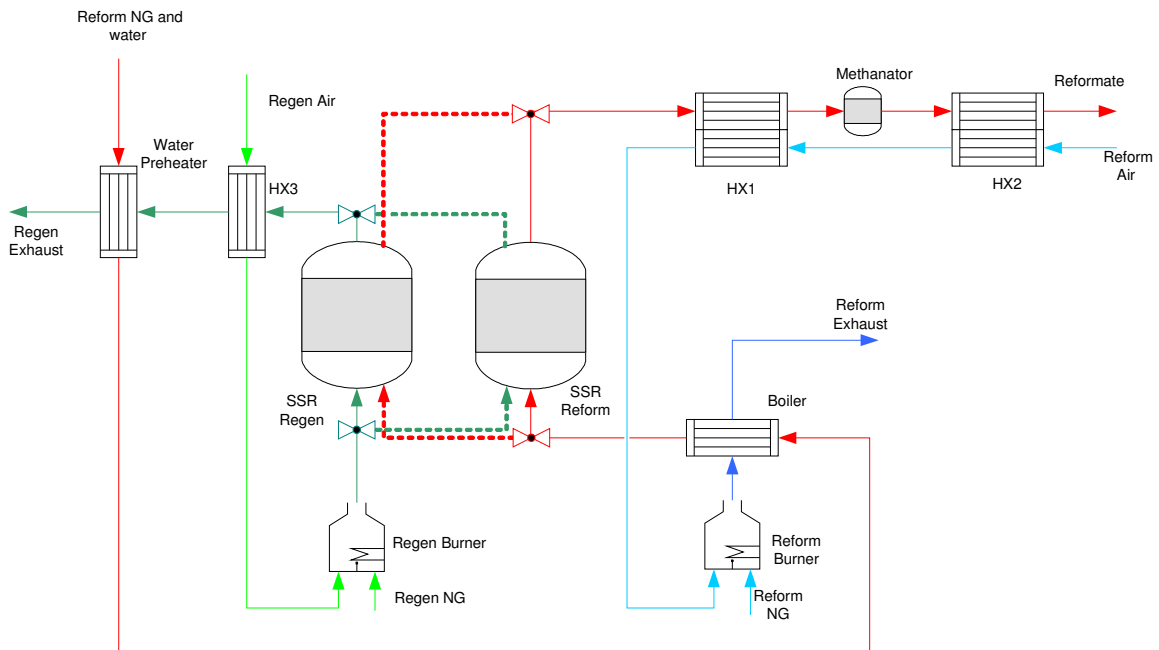 Reform NG and
water
Regen Air
Methanator
Reformate
Water
Preheater
HX3
HX1
HX2
Reform
Air
Regen
Exhaust
Reform
Exhaust
SSR
Regen
SSR
Reform
Boiler
Regen Burner
Reform
Burner
Regen NG
Reform
NG